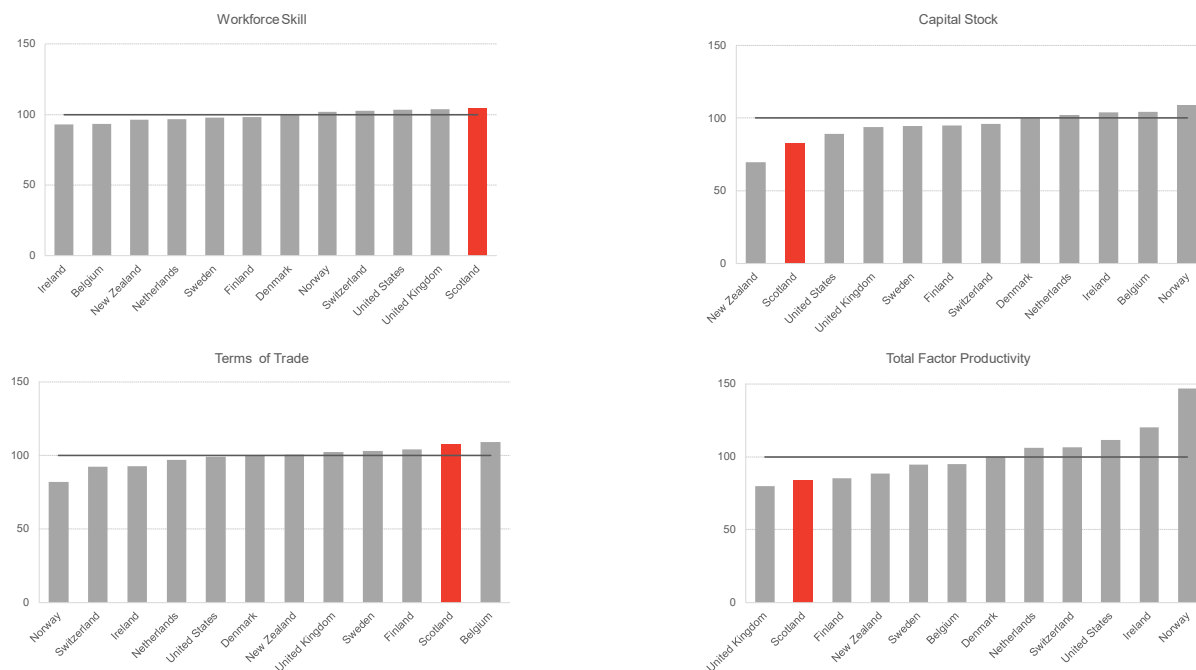 Workforce Skill
150
100
50
0
Ireland
Belgium
New Zealand
Netherlands
Sweden
Finland
Denmark
Norway
Switzerland
United States
United Kingdom
Scotland
Capital Stock
150
100
50
0
New Zealand
Scotland
United States
United Kingdom
Sweden
Finland
Switzerland
Denmark
Netherlands
Ireland
Belgium
Norway
Terms of Trade
150
100
50
0
Norway
Switzerland
Ireland
Netherlands
United States
Denmark
New Zealand
United Kingdom
Sweden
Finland
Scotland
Belgium
Total Factor Productivity
150
100
50
0
United Kingdom
Scotland
Finland
New Zealand
Sweden
Belgium
Denmark
Netherlands
Switzerland
United States
Ireland
Norway